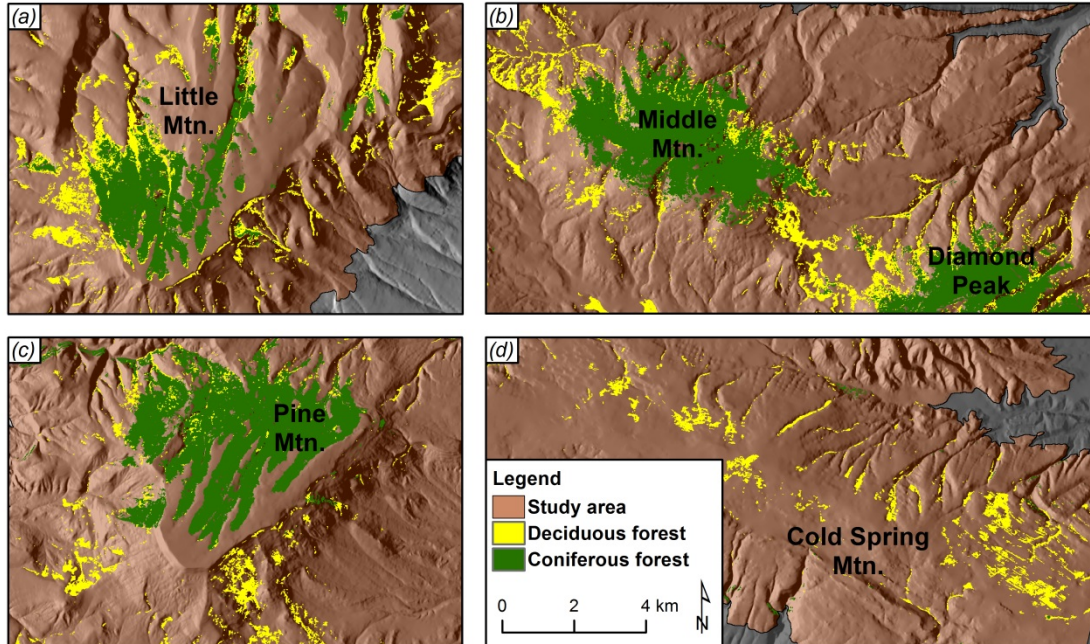 (a)
Little
Mtn.
(b)
Middle
Mtn.
Diamond
Peak
(c)
Pine
Mtn.
(d)
Cold Spring
Mtn.
Legend
Study area
Deciduous forest
Coniferous forest
0 2 4 km
N